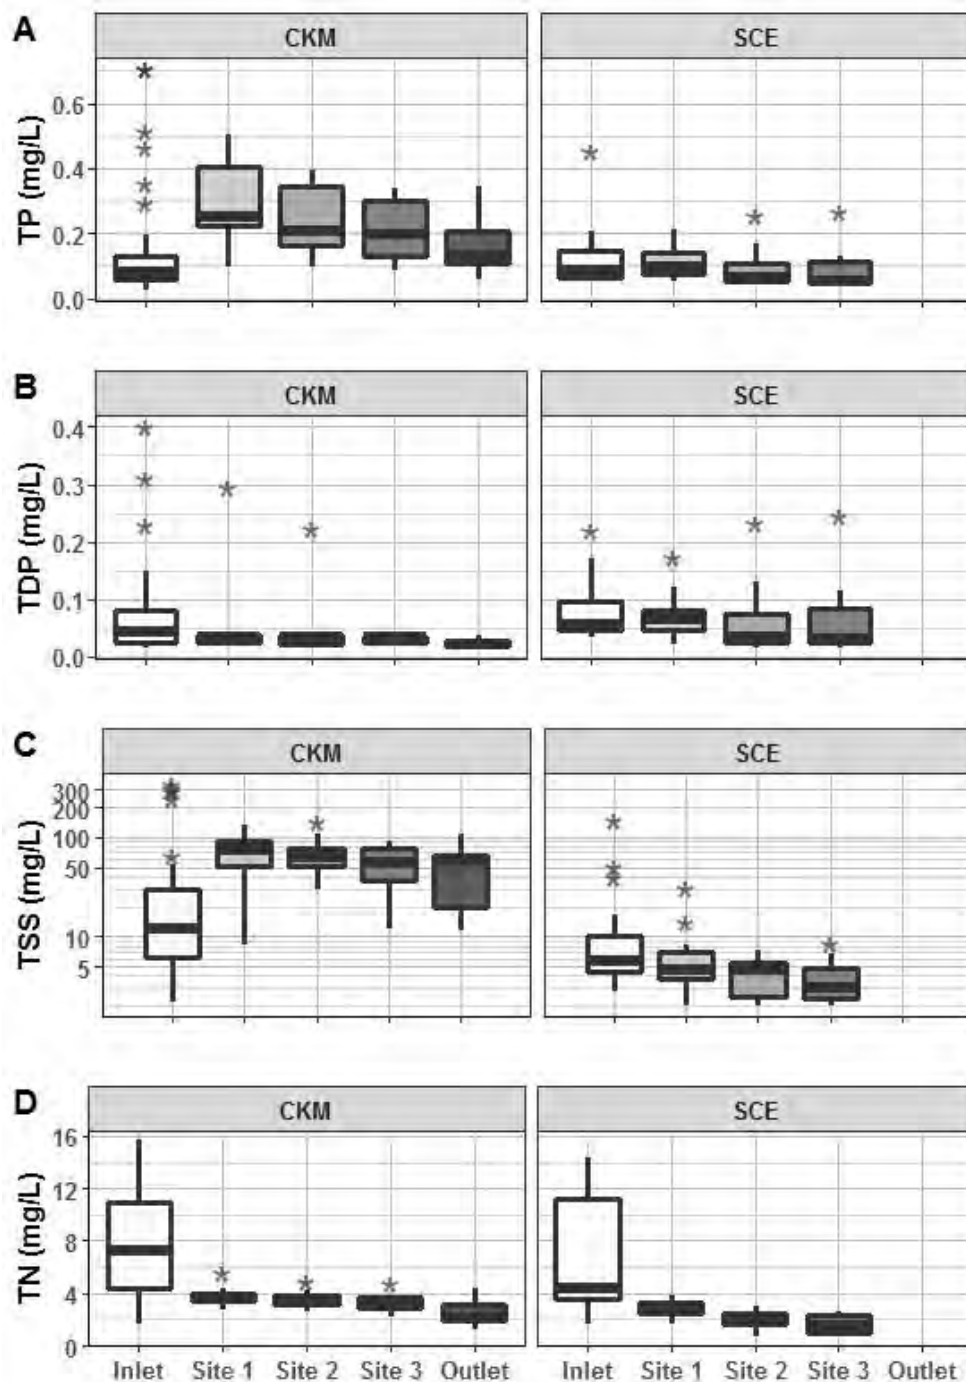 A
CKM
SCE
TP (mg/L)
0.6
0.4
0.2
0.0
B
CKM
SCE
TDP (mg/L)
0.4
0.3
0.2
0.1
0.0
C
CKM
SCE
TSS (mg/L)
300
200
100
50
10
5
D
CKM
SCE
TN (mg/L)
16
12
8
4
0
Inlet Site 1 Site 2 Site 3 Outlet Inlet Site 1 Site 2 Site 3 Outlet